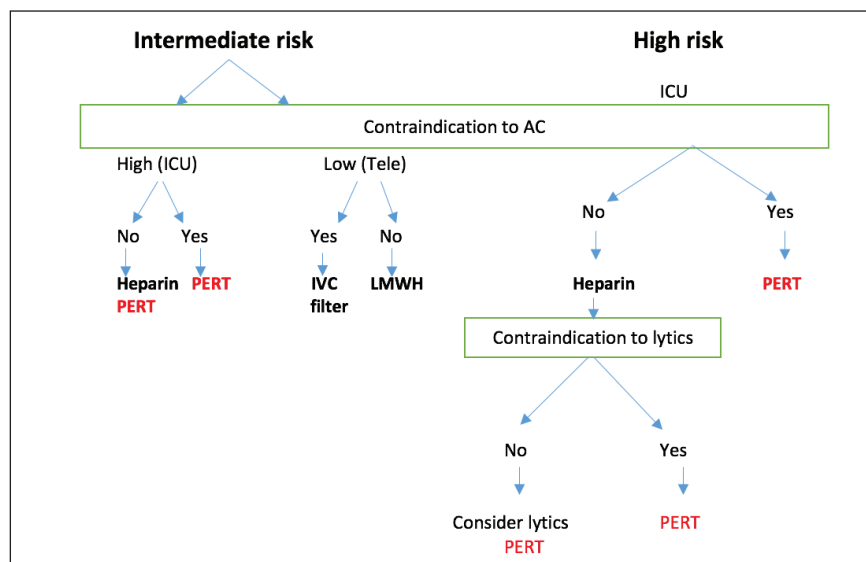 Intermediate risk
High risk
ICU
Contraindication to AC
High (ICU)
Low (Tele)
No
Yes
Yes
No
No
Yes
Heparin
PERT
PERT
IVC
filter
LMWH
Heparin
PERT
Contraindication to lytics
No
Yes
Consider lytics
PERT
PERT